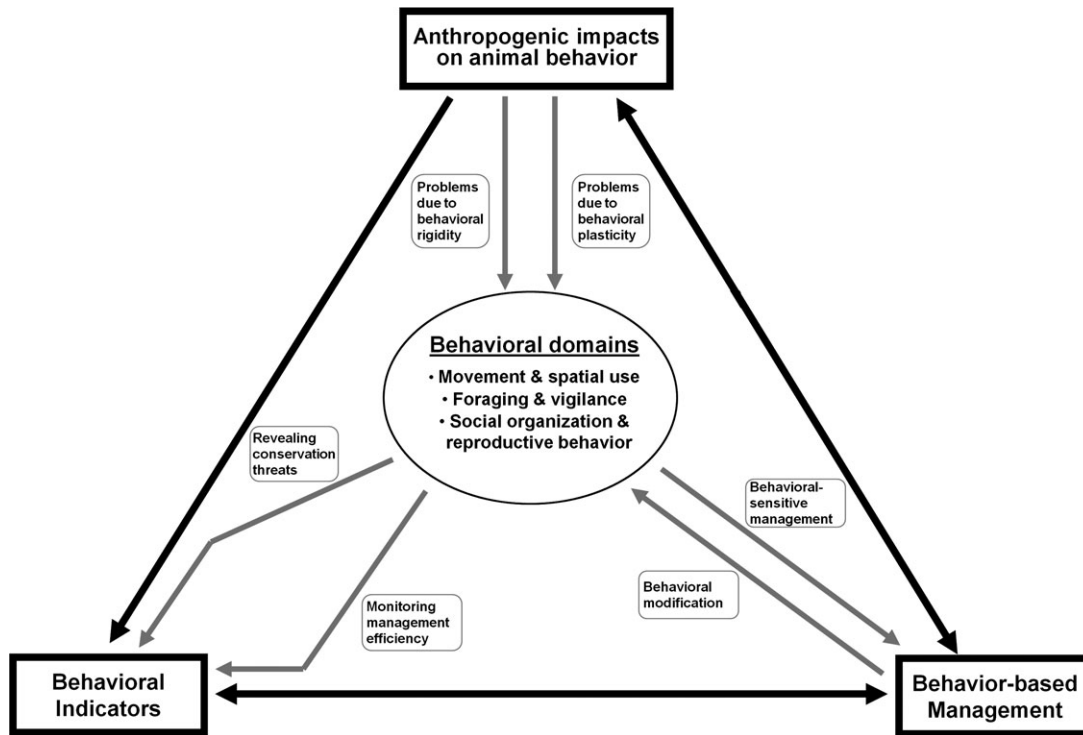 Anthropogenic impacts
on animal behavior
Problems
due to
behavioral
rigidity
Problems
due to
behavioral
plasticity
Behavioral domains
• Movement & spatial use
• Foraging & vigilance
• Social organization &
reproductive behavior
Revealing
conservation
threats
Behavioral-
sensitive
management
Monitoring
management
efficiency
Behavioral
modification
Behavioral
Indicators
Behavior-based
Management